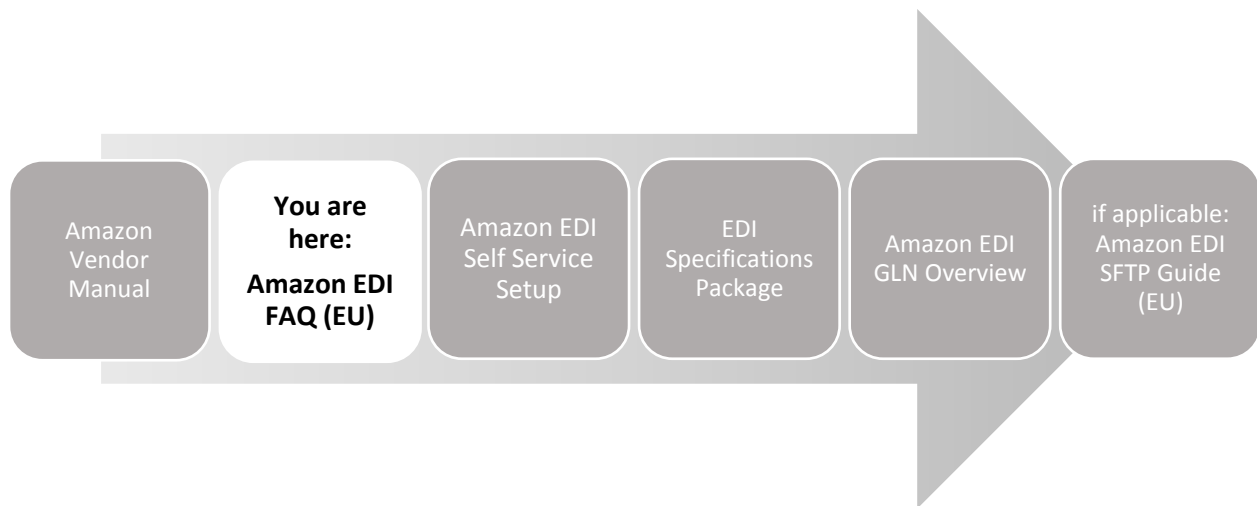 Amazon
Vendor
Manual
You are
here:
Amazon EDI
FAQ (EU)
Amazon EDI
Self Service
Setup
EDI
Specifications
Package
Amazon EDI
GLN Overview
if applicable:
Amazon EDI
SFTP Guide
(EU)